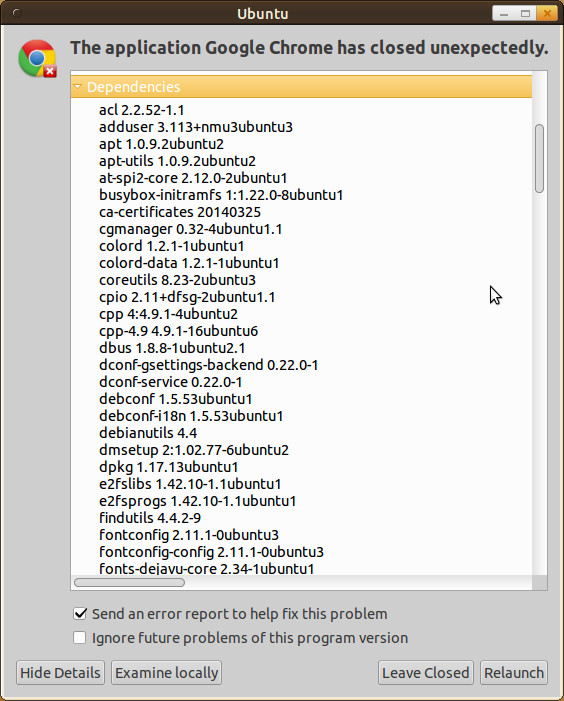 Ubuntu
The application Google Chrome has closed unexpectedly.
Dependencies
acl 2.2.52-1.1
adduser 3.113+nmu3ubuntu3
apt 1.0.9.2ubuntu2
apt-utils 1.0.9.2ubuntu2
at-spi2-core 2.12.0-2ubuntu1
busybox-initramfs 1:1.22.0-8ubuntu1
ca-certificates 20140325
cgmanager 0.32-4ubuntu1.1
colord 1.2.1-1ubuntu1
colord-data 1.2.1-1ubuntu1
coreutils 8.23-2ubuntu3
cpio 2.11+dfsg-2ubuntu1.1
cpp 4:4.9.1-4ubuntu2
cpp-4.9 4.9.1-16ubuntu6
dbus 1.8.8-1ubuntu2.1
dconf-gsettings-backend 0.22.0-1
dconf-service 0.22.0-1
debconf 1.5.53ubuntu1
debconf-i18n 1.5.53ubuntu1
debianutils 4.4
dmsetup 2:1.02.77-6ubuntu2
dpkg 1.17.13ubuntu1
e2fslibs 1.42.10-1.1ubuntu1
e2fsprogs 1.42.10-1.1ubuntu1
findutils 4.4.2-9
fontconfig 2.11.1-0ubuntu3
fontconfig-config 2.11.1-0ubuntu3
fonts-dejavu-core 2.34-1ubuntu1
Send an error report to help fix this problem
Ignore future problems of this program version
Hide Details Examine locally Leave Closed Relaunch